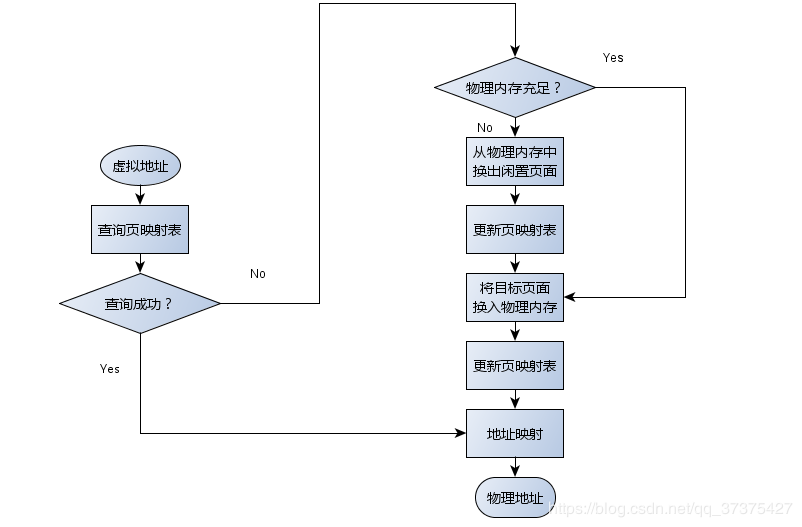 虚拟地址
查询页映射表
查询成功？
No
Yes
物理内存充足？
Yes
No
从物理内存中
换出闲置页面
更新页映射表
将目标页面
换入物理内存
更新页映射表
地址映射
物理地址
https://blog.csdn.net/qq_37375427